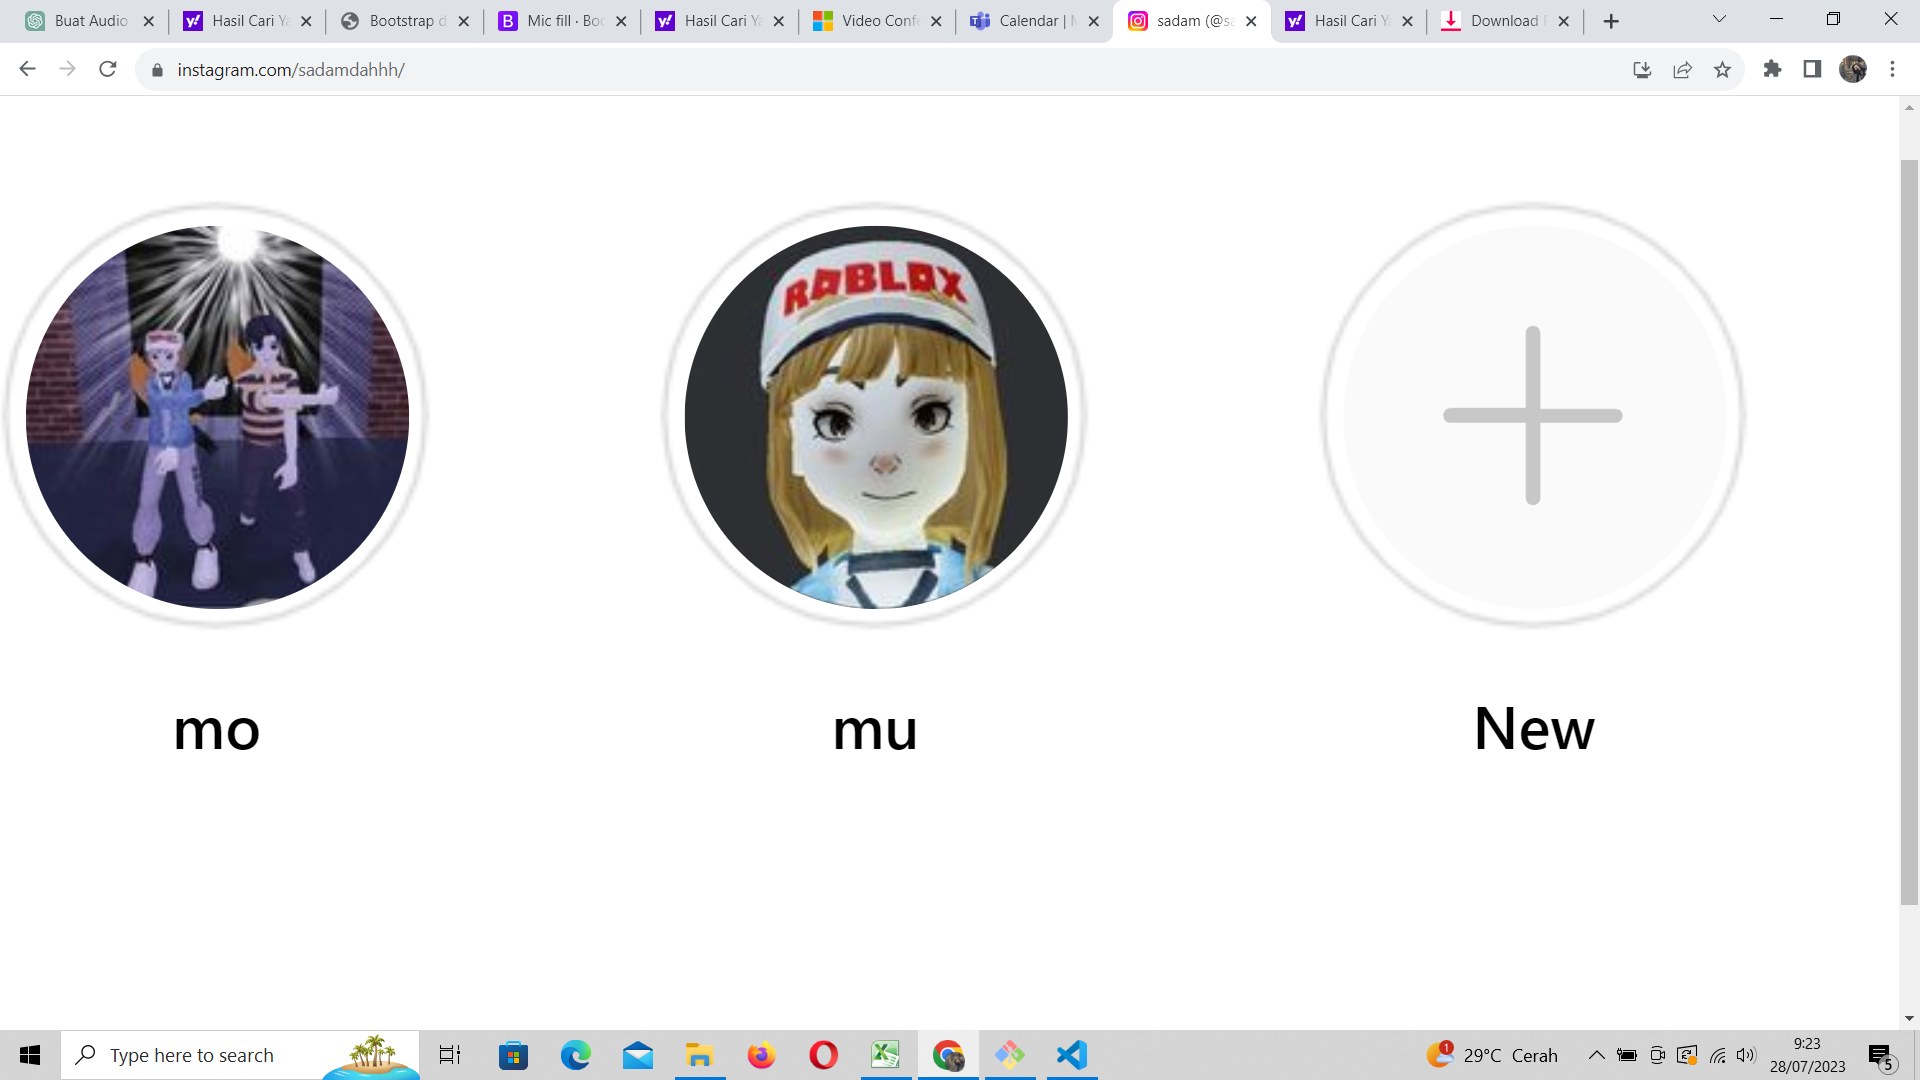 Buat Audio
Hasil Cari Ya
Bootstrap d
Mic fill · Boo
Hasil Cari Ya
Video Confe
Calendar | M
sadam (@sa
Hasil Cari Ya
Download P
instagram.com/sadamdahhh/
ROBLOX
mo
mu
New
Type here to search
1
29°C Cerah
9:23
28/07/2023
5